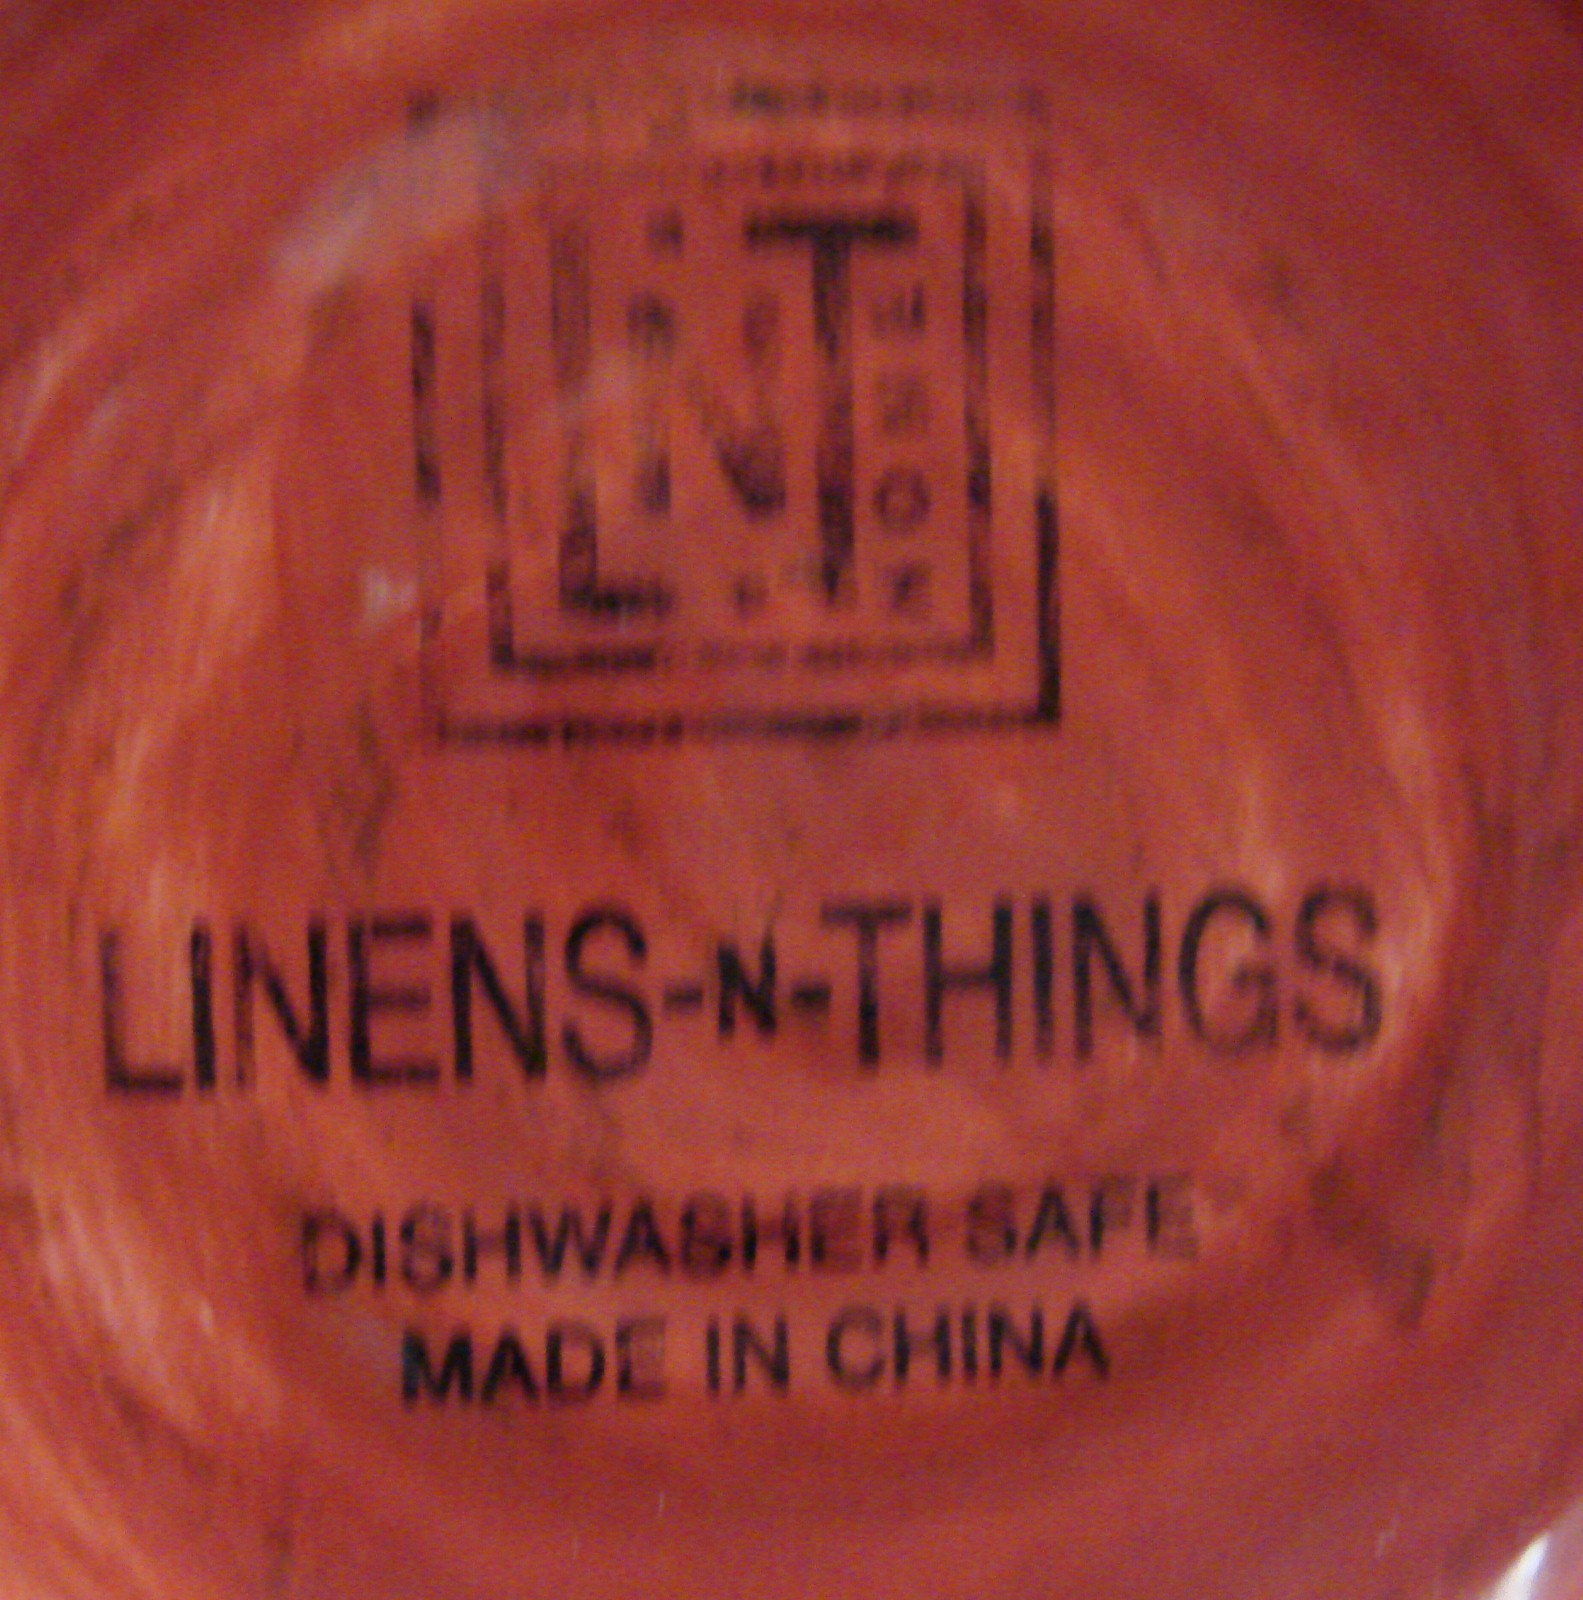 LNT
LINENS-N-THINGS
DISHWASHER SAFE
MADE IN CHINA